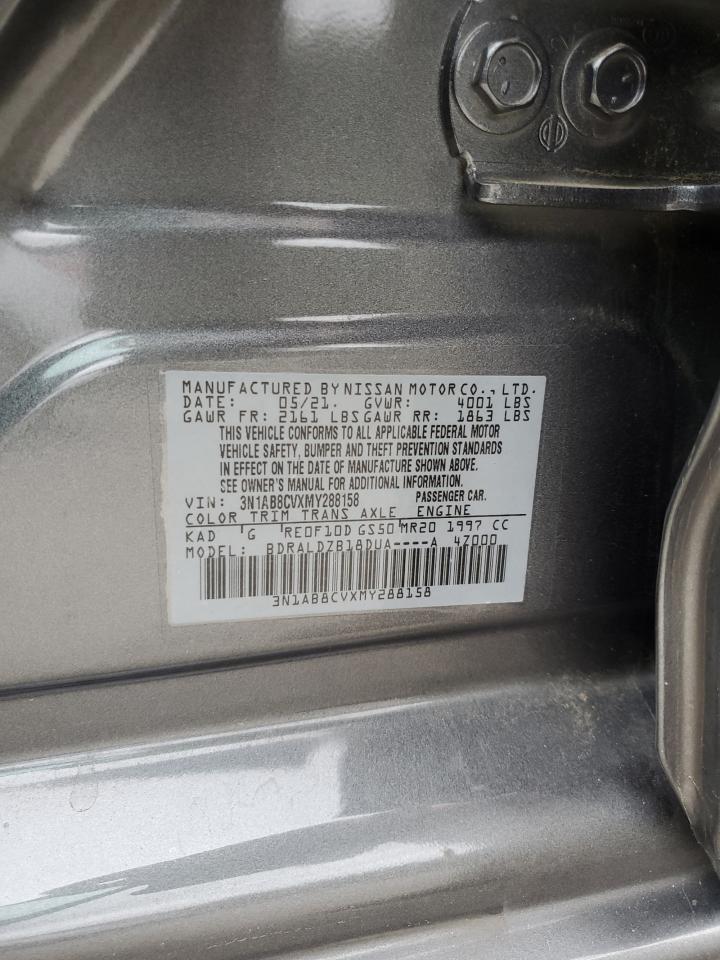 MANUFACTURED BY NISSAN MOTOR CO., LTD.
DATE: 05/21. GVWR: 4001 LBS
GAWR FR: 2161 LBS GAWR RR: 1863 LBS
THIS VEHICLE CONFORMS TO ALL APPLICABLE FEDERAL MOTOR
VEHICLE SAFETY, BUMPER AND THEFT PREVENTION STANDARDS
IN EFFECT ON THE DATE OF MANUFACTURE SHOWN ABOVE.
SEE OWNER'S MANUAL FOR ADDITIONAL INFORMATION.
VIN: 3N1AB8CVXMY288158 PASSENGER CAR.
COLOR TRIM TRANS AXLE ENGINE
KAD G RE0F10D GS50 MR20 1997 CC
MODEL: BDRALDZB18DUA----A 4Z000
3N1AB8CVXMY288158